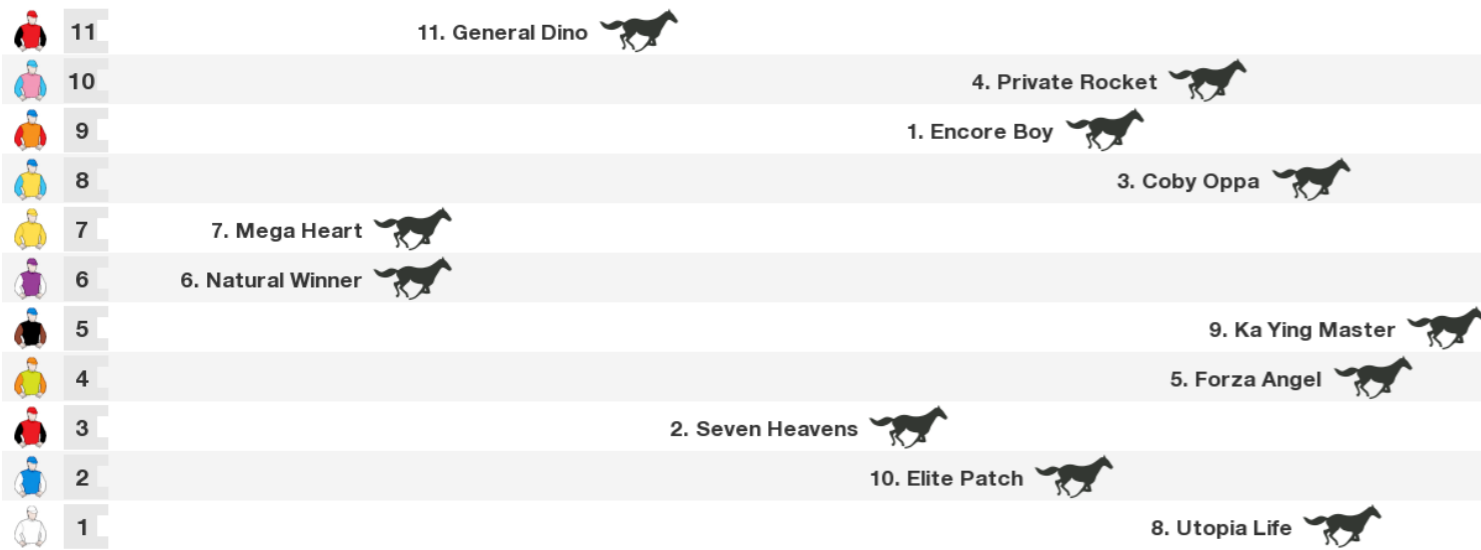 11 11. General Dino
10 4. Private Rocket
9 1. Encore Boy
8 3. Coby Oppa
7 7. Mega Heart
6 6. Natural Winner
5 9. Ka Ying Master
4 5. Forza Angel
3 2. Seven Heavens
2 10. Elite Patch
1 8. Utopia Life